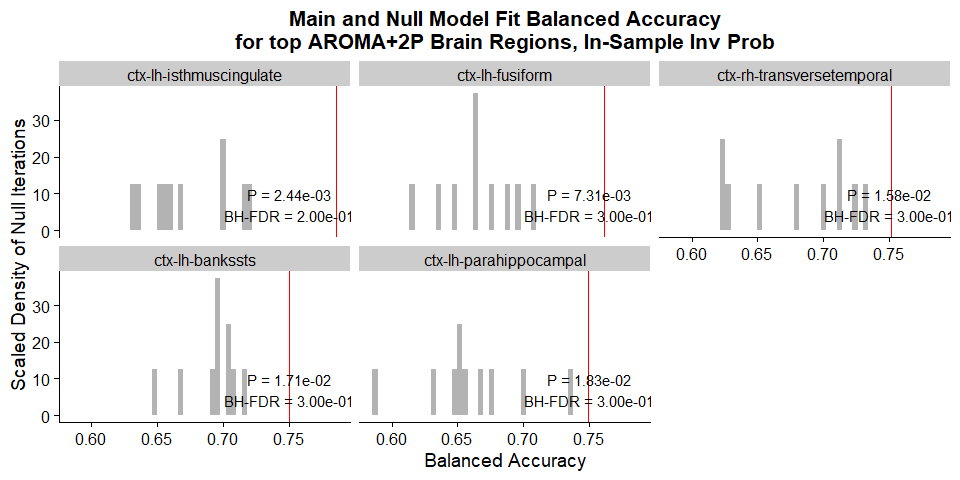 Main and Null Model Fit Balanced Accuracy
for top AROMA+2P Brain Regions, In-Sample Inv Prob
Scaled Density of Null Iterations
ctx-lh-isthmuscingulate
ctx-lh-fusiform
ctx-rh-transversetemporal
30
20
10
0
P = 2.44e-03
BH-FDR = 2.00e-01
P = 7.31e-03
BH-FDR = 3.00e-01
P = 1.58e-02
BH-FDR = 3.00e-01
0.60 0.65 0.70 0.75
ctx-lh-bankssts
ctx-lh-parahippocampal
30
20
10
0
P = 1.71e-02
BH-FDR = 3.00e-01
P = 1.83e-02
BH-FDR = 3.00e-01
0.60 0.65 0.70 0.75
0.60 0.65 0.70 0.75
Balanced Accuracy